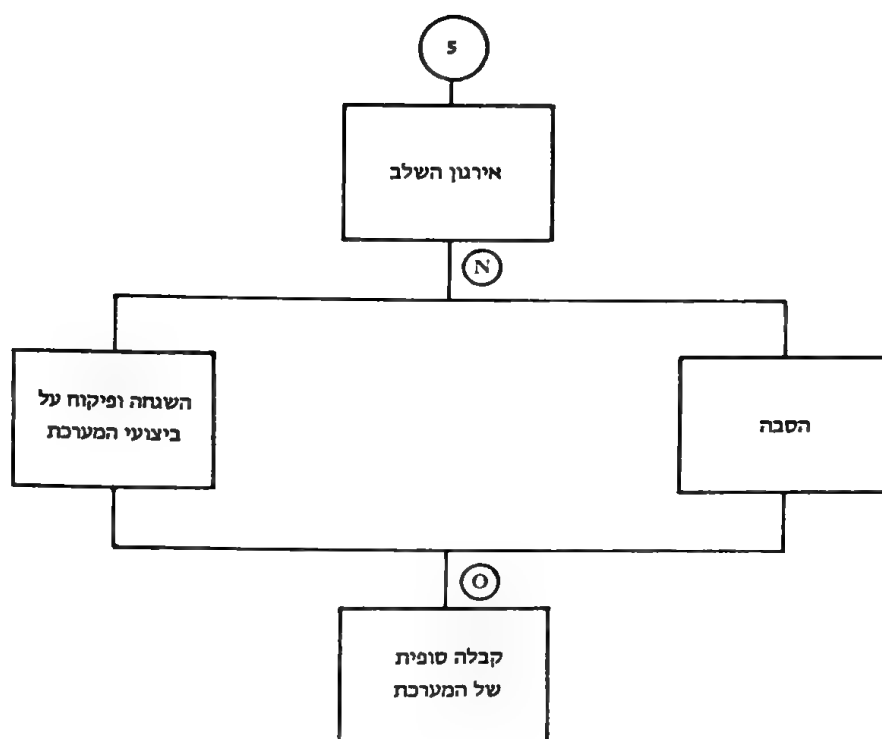 5
אירגון השלב
N
הסבה
השגחה ופיקוח על
ביצועי המערכת
O
קבלה סופית
של המערכת